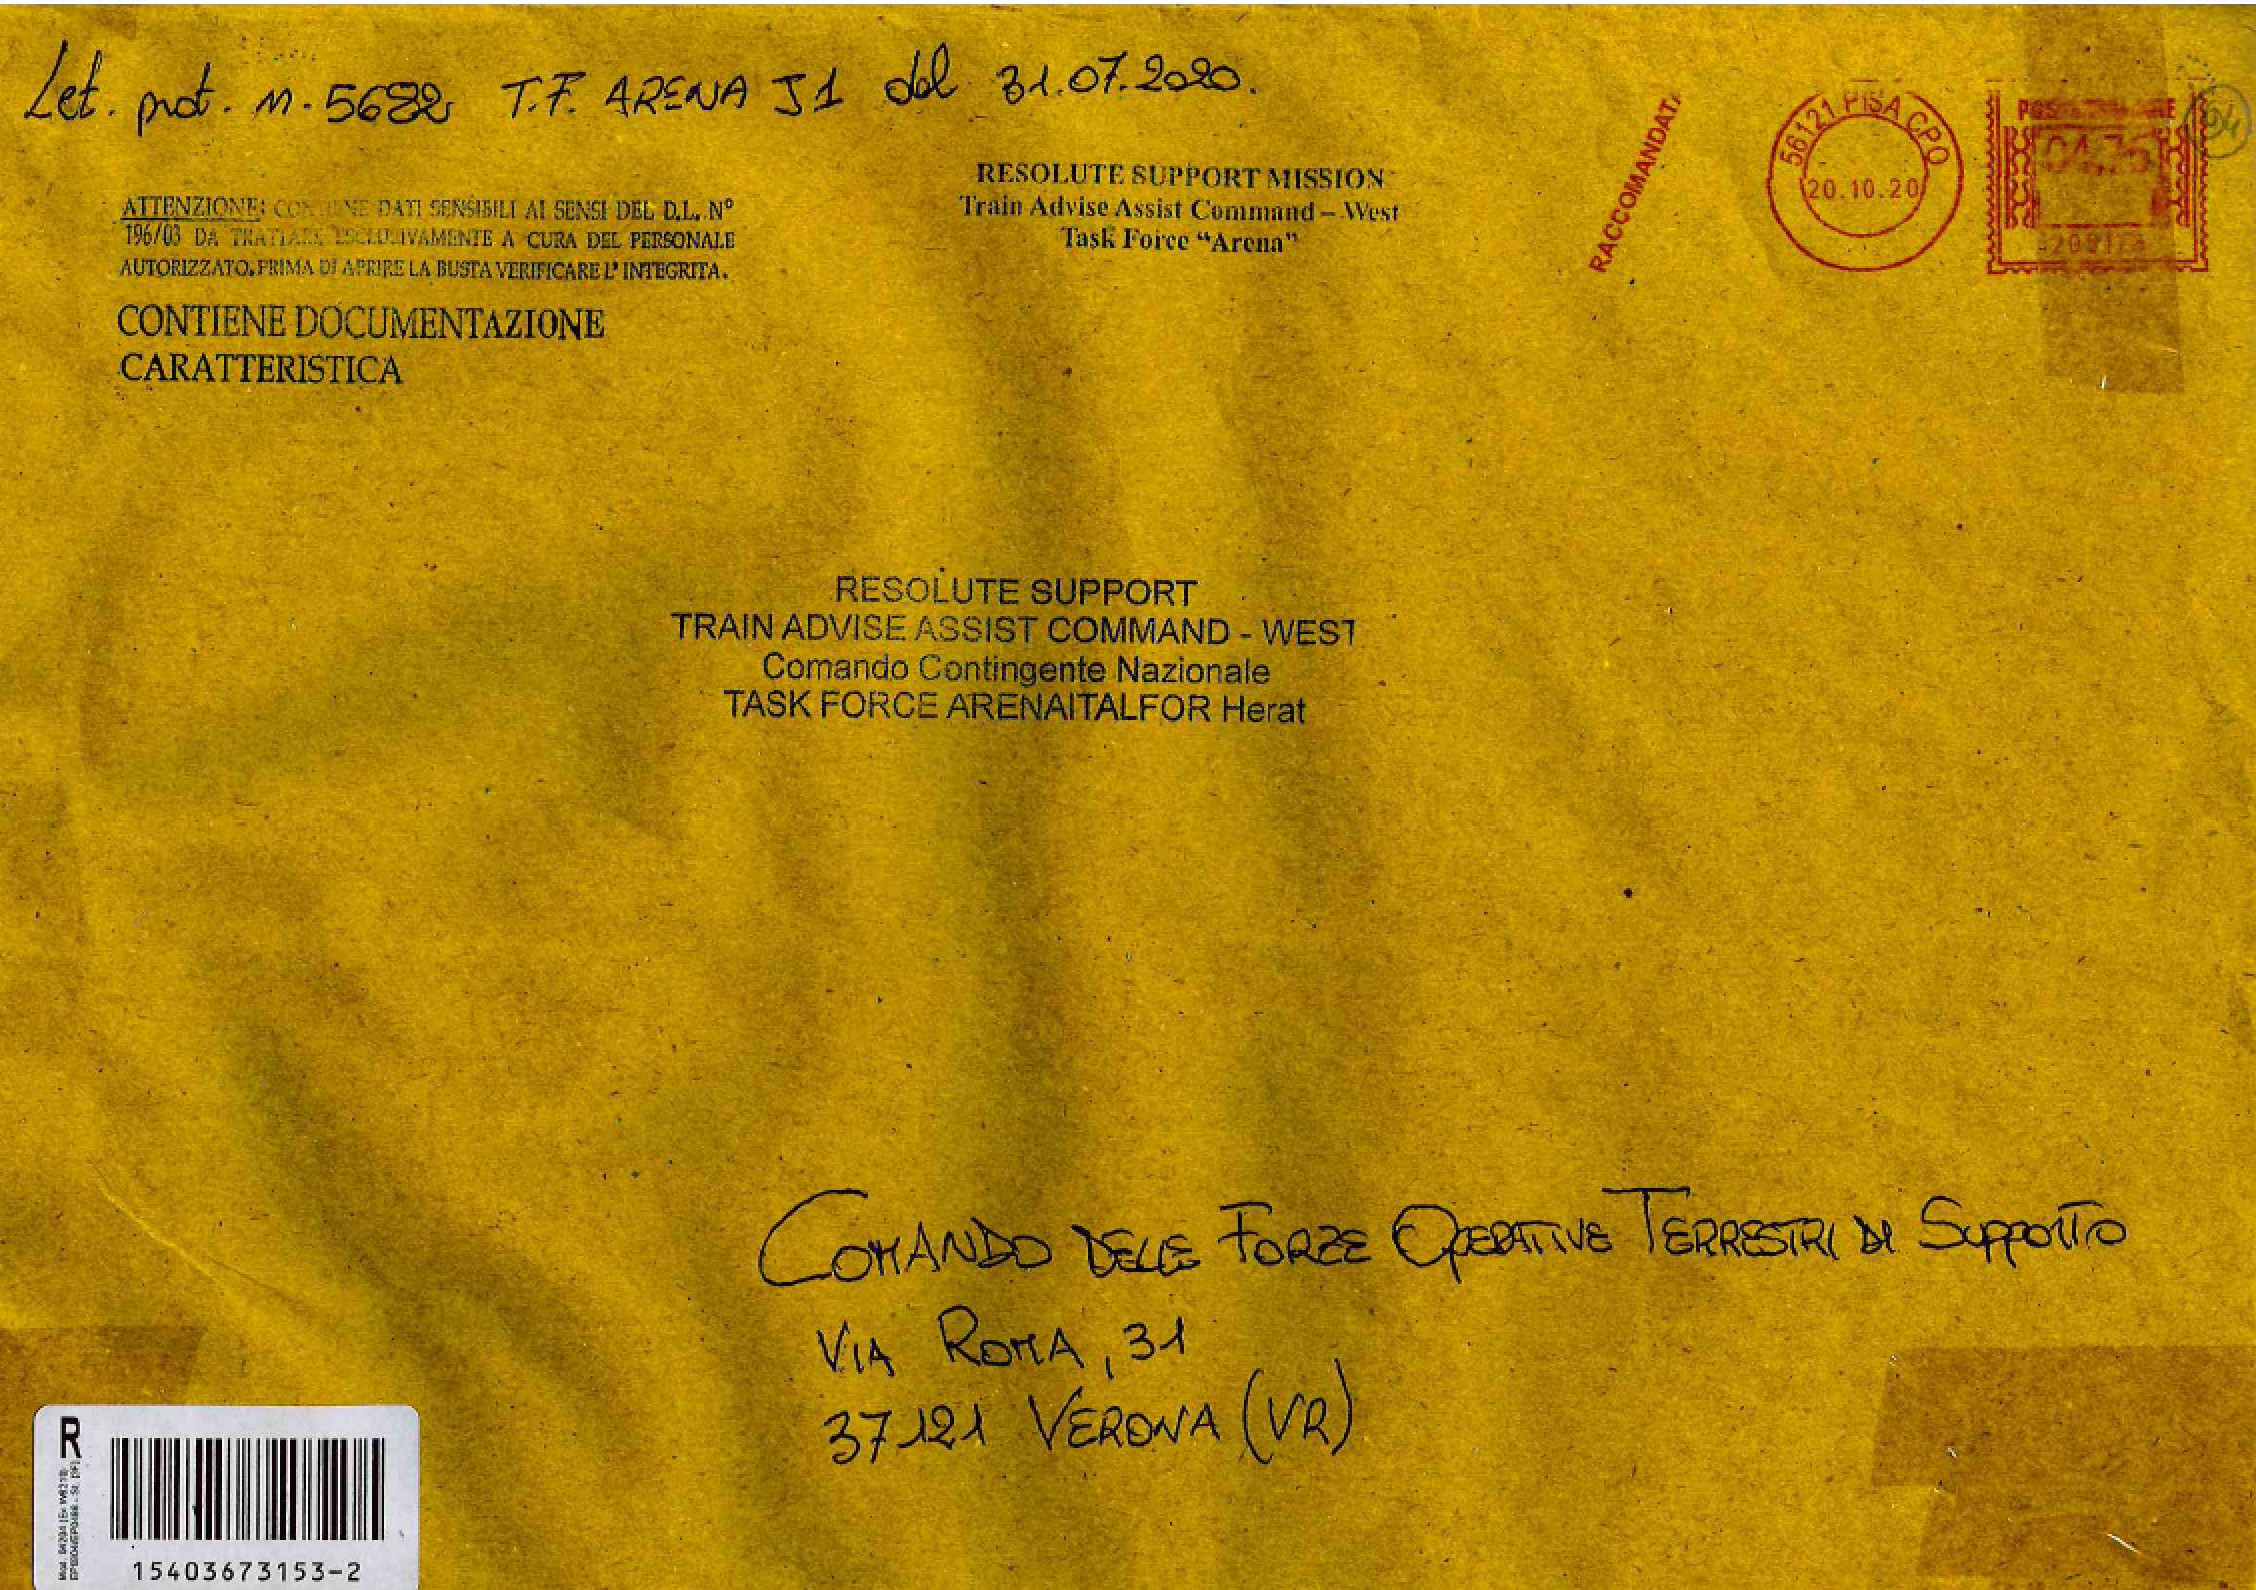 Let. prot. n. 5682 T.F. ARENA J1 del 31.07.2020.
ATTENZIONE: CONTIENE DATI SENSIBILI AI SENSI DEL D.L. N°
196/03 DA TRATTARE ESCLUSIVAMENTE A CURA DEL PERSONALE
AUTORIZZATO. PRIMA DI APRIRE LA BUSTA VERIFICARE L' INTEGRITA.
CONTIENE DOCUMENTAZIONE
CARATTERISTICA
RESOLUTE SUPPORT MISSION
Train Advise Assist Command – West
Task Force “Arena”
RACCOMANDATA
56121 PISA CPO
20.10.20
RESOLUTE SUPPORT
TRAIN ADVISE ASSIST COMMAND - WEST
Comando Contingente Nazionale
TASK FORCE ARENAITALFOR Herat
COMANDO DELLE FORZE OPERATIVE TERRESTRI DI SUPPORTO
VIA ROMA, 31
37121 VERONA (VR)
R
15403673153-2